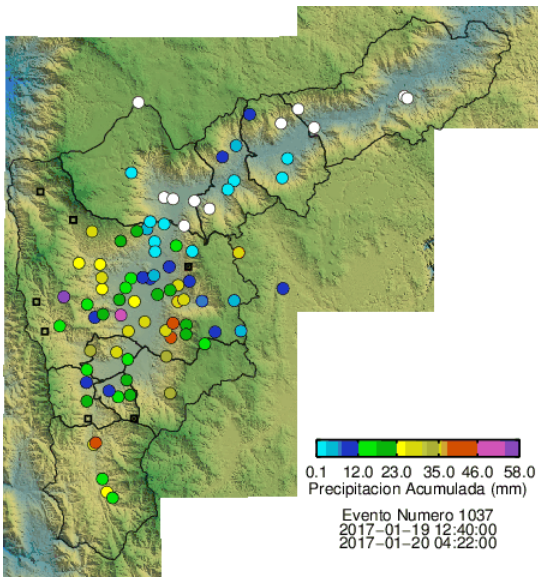 0.1 12.0 23.0 35.0 46.0 58.0
Precipitacion Acumulada (mm)
Evento Numero 1037
2017-01-19 12:40:00
2017-01-20 04:22:00